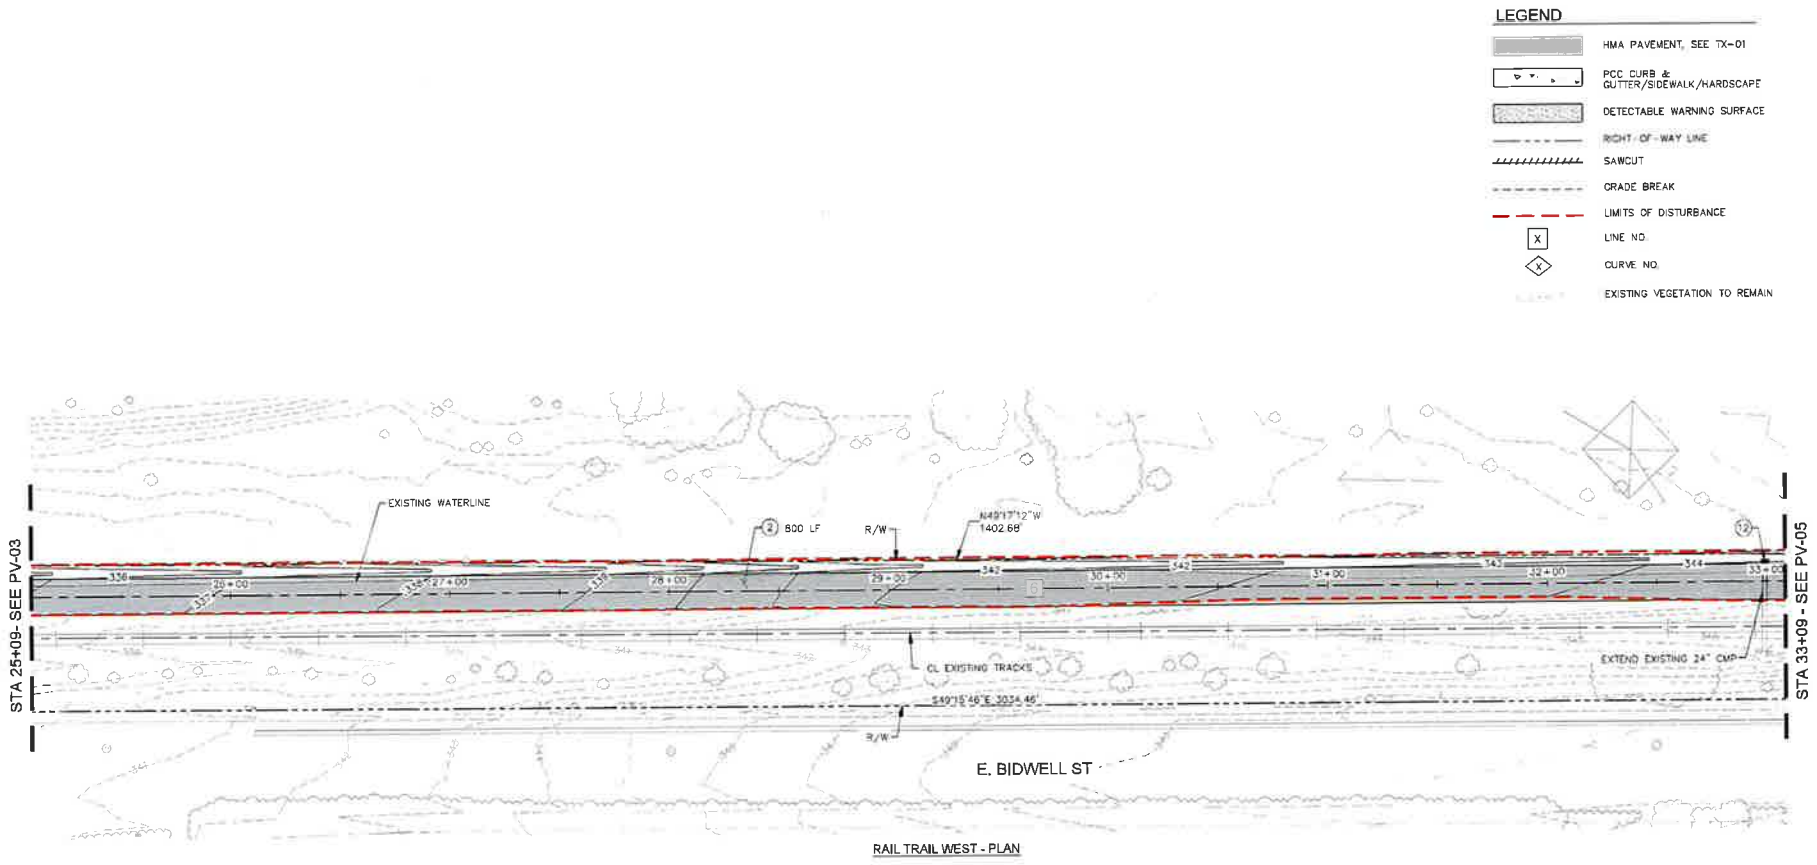 LEGEND
HMA PAVEMENT, SEE TX-01
PCC CURB &
GUTTER/SIDEWALK/HARDSCAPE
DETECTABLE WARNING SURFACE
RIGHT-OF-WAY LINE
SAWCUT
GRADE BREAK
LIMITS OF DISTURBANCE
X LINE NO.
X CURVE NO.
EXISTING VEGETATION TO REMAIN
EXISTING WATERLINE
2 800 LF
R/W
N49°17'12"W
1402.68'
12
STA 25+09- SEE PV-03
336 26+00 27+00 339 28+00 29+00 342 30+00 342 31+00 343 32+00 344 33+00
337 338
6
STA 33+09 - SEE PV-05
CL EXISTING TRACKS
EXTEND EXISTING 24" CMP
S49°15'46"E 3034.46'
R/W
E. BIDWELL ST
RAIL TRAIL WEST - PLAN